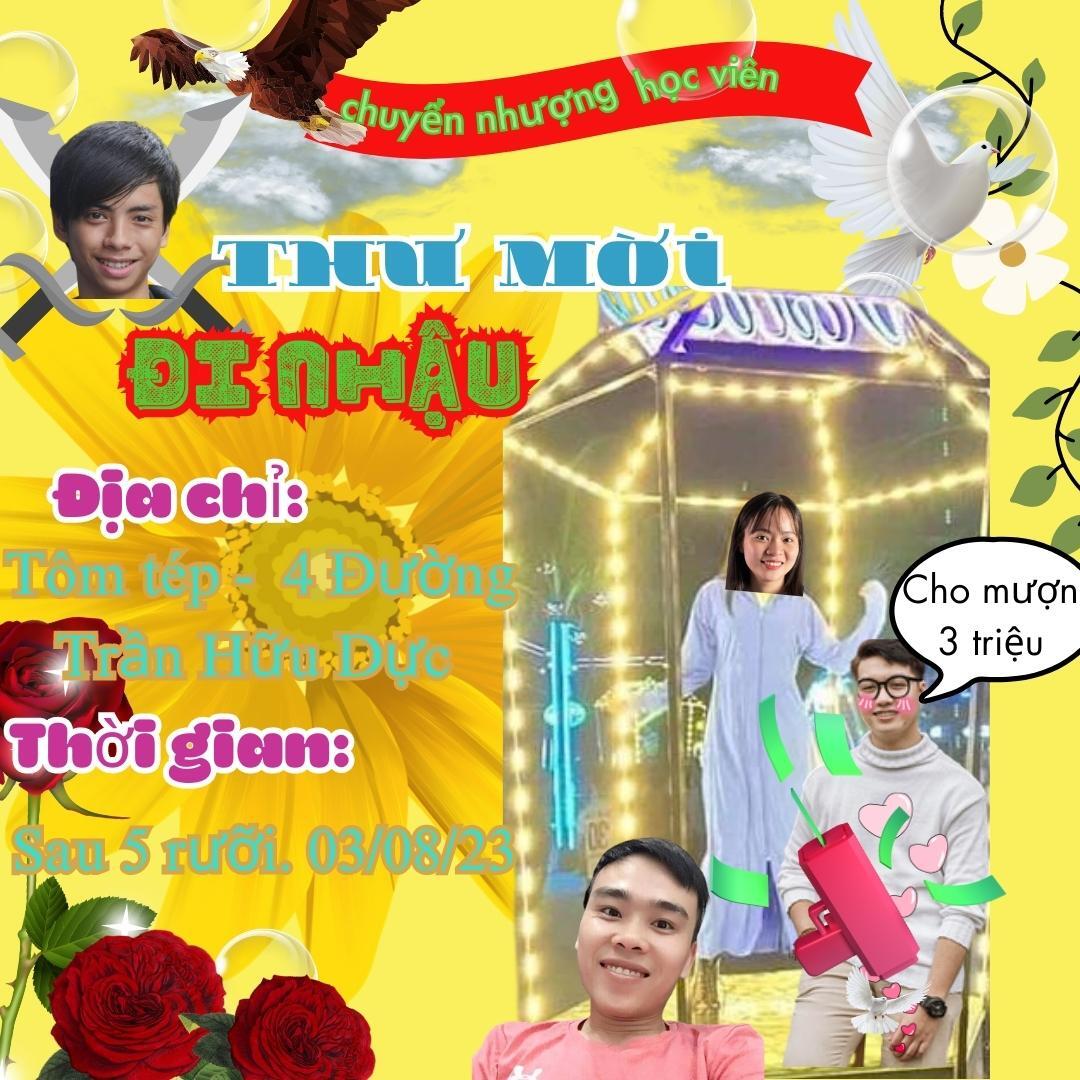 chuyển nhượng học viên
THƯ MỜI
ĐI NHẬU
Địa chỉ:
Tôm tép - 4 Đường
Trần Hữu Dực
Thời gian:
Sau 5 rưỡi. 03/08/23
Cho mượn
3 triệu